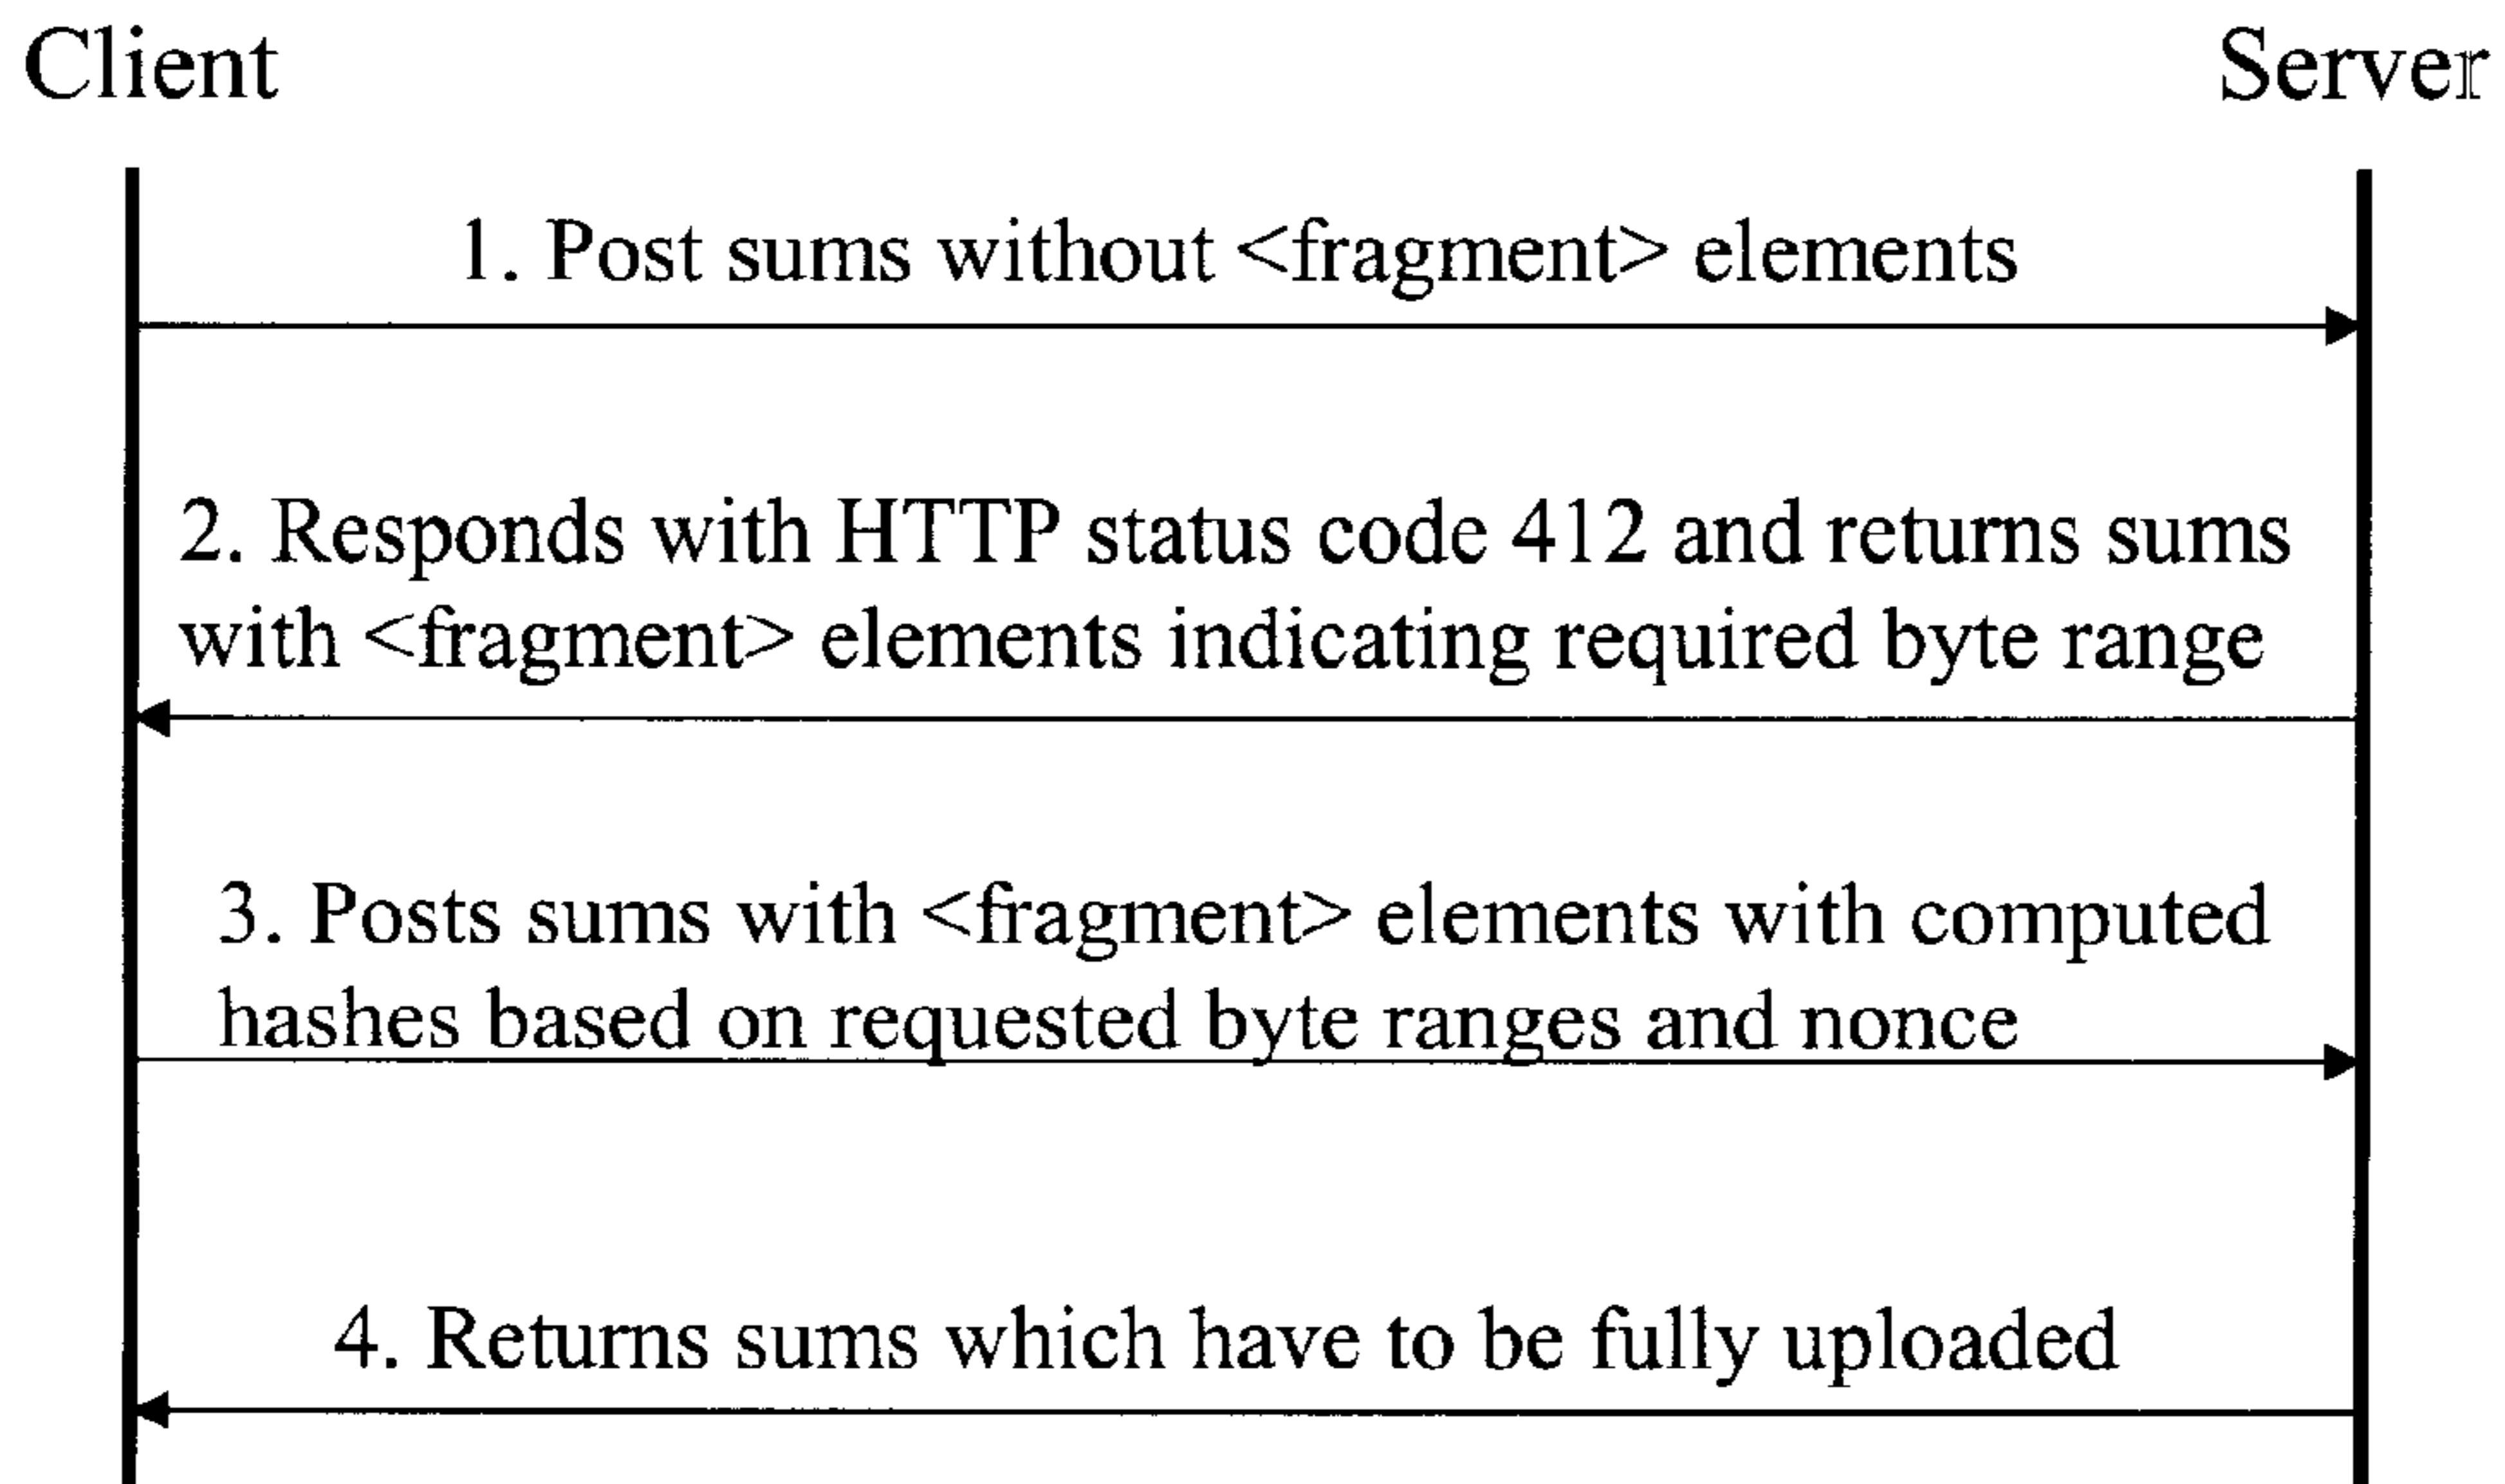 Client
Server
1. Post sums without <fragment> elements
2. Responds with HTTP status code 412 and returns sums
with <fragment> elements indicating required byte range
3. Posts sums with <fragment> elements with computed
hashes based on requested byte ranges and nonce
4. Returns sums which have to be fully uploaded